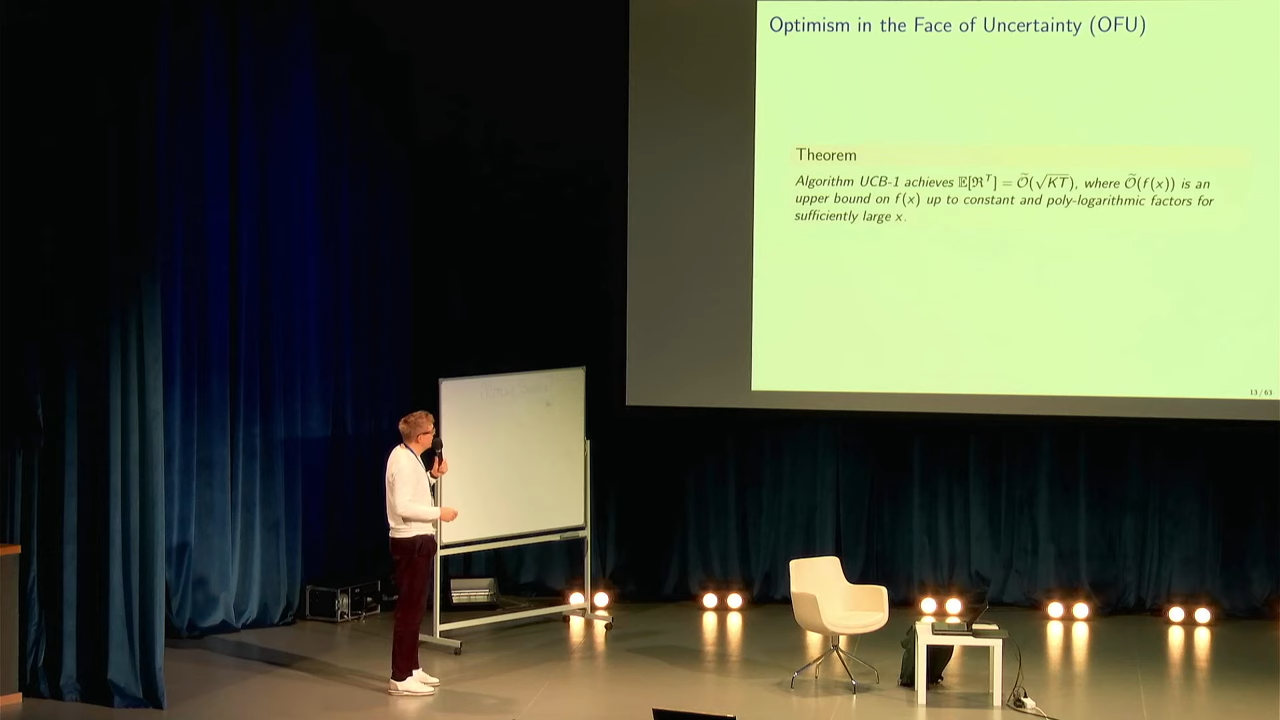 Optimism in the Face of Uncertainty (OFU)
Theorem
Algorithm UCB-1 achieves 𝔼[ℜᵀ] = Õ(√KT), where Õ(f(x)) is an
upper bound on f(x) up to constant and poly-logarithmic factors for
sufficiently large x.
13 / 63